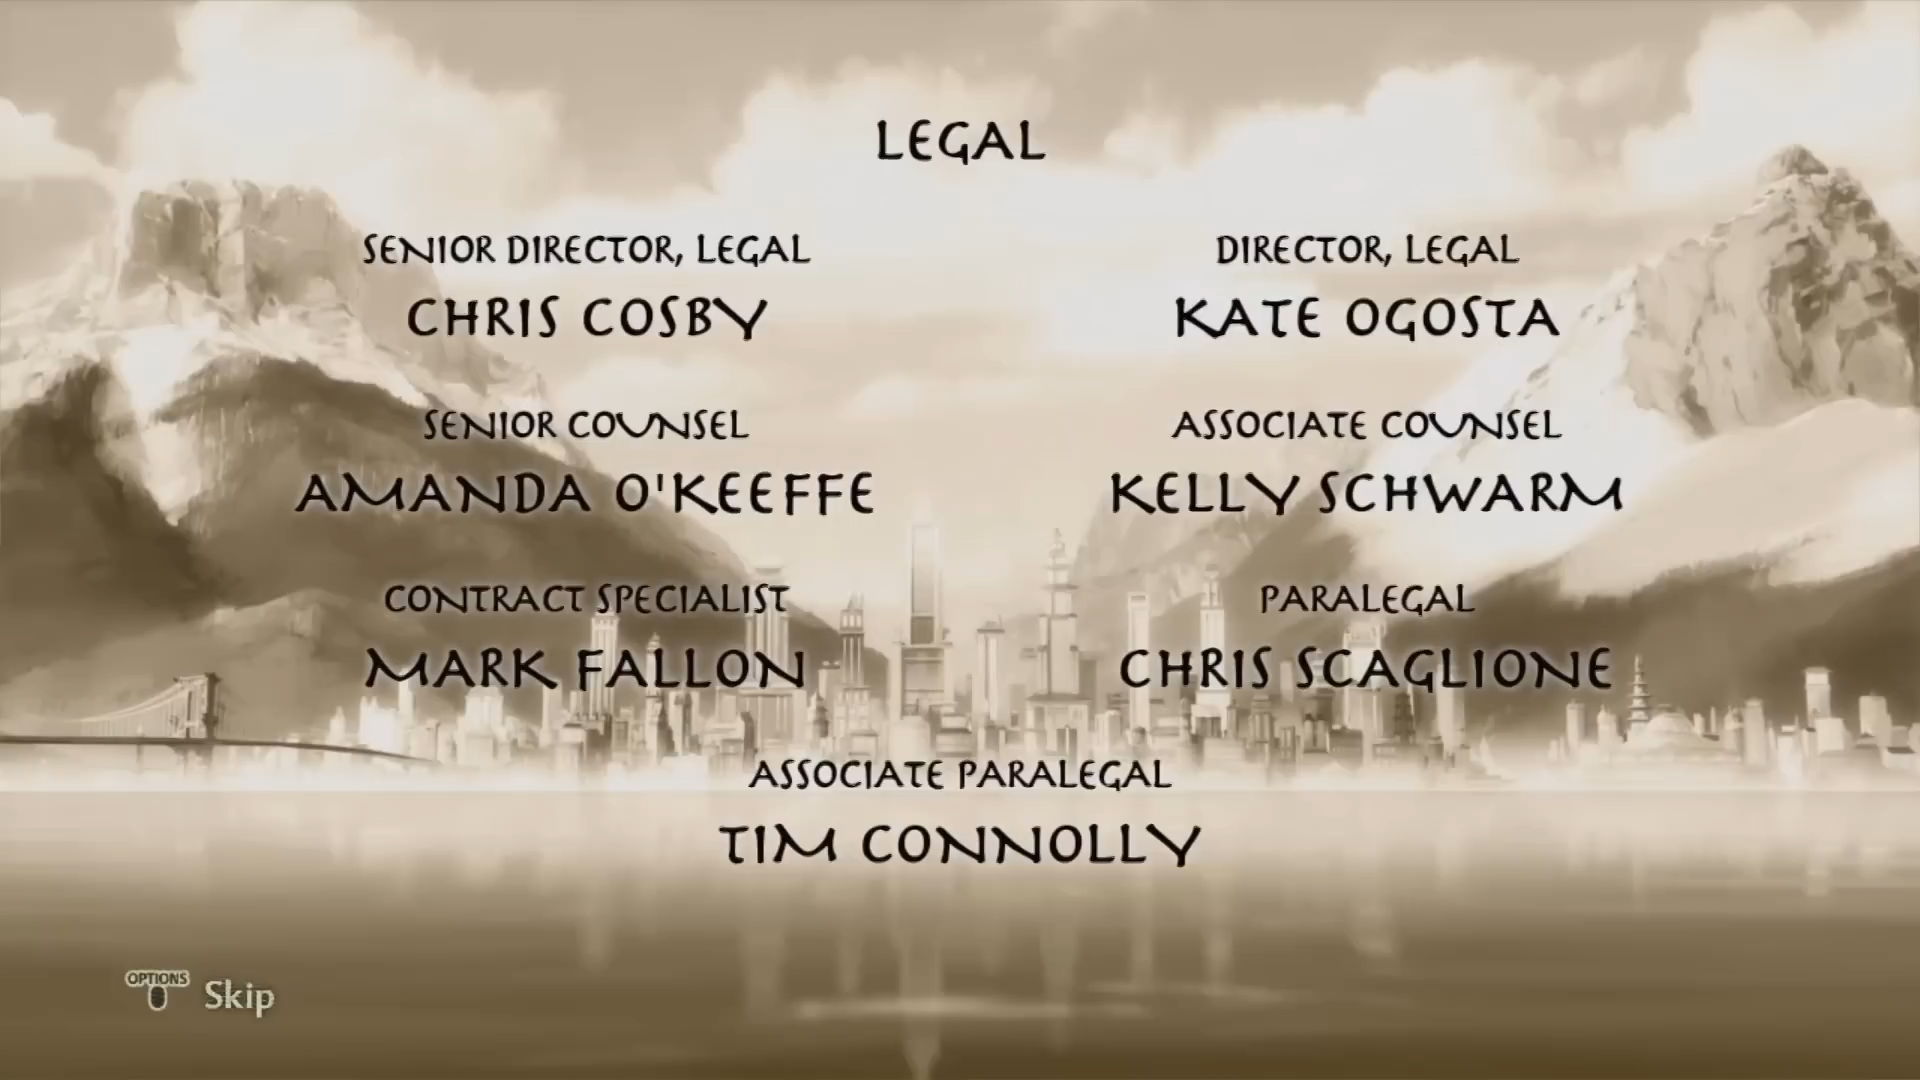 LEGAL
SENIOR DIRECTOR, LEGAL
CHRIS COSBY
DIRECTOR, LEGAL
KATE OGOSTA
SENIOR COUNSEL
AMANDA O'KEEFFE
ASSOCIATE COUNSEL
KELLY SCHWARM
CONTRACT SPECIALIST
MARK FALLON
PARALEGAL
CHRIS SCAGLIONE
ASSOCIATE PARALEGAL
TIM CONNOLLY
OPTIONS
Skip